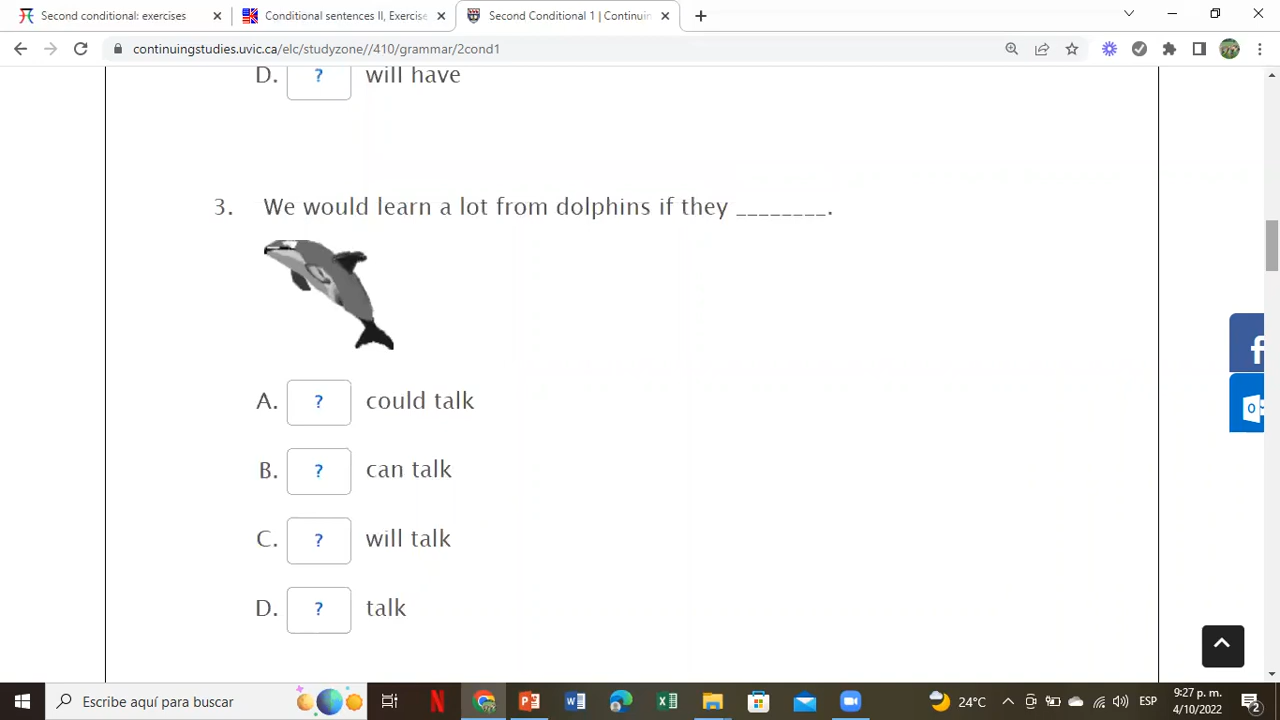 Second conditional: exercises
Conditional sentences II, Exercise
Second Conditional 1 | Continuin
continuingstudies.uvic.ca/elc/studyzone//410/grammar/2cond1
D. ? will have
3. We would learn a lot from dolphins if they ________.
A. ? could talk
B. ? can talk
C. ? will talk
D. ? talk
Escribe aquí para buscar
24°C
ESP
9:27 p. m.
4/10/2022
2